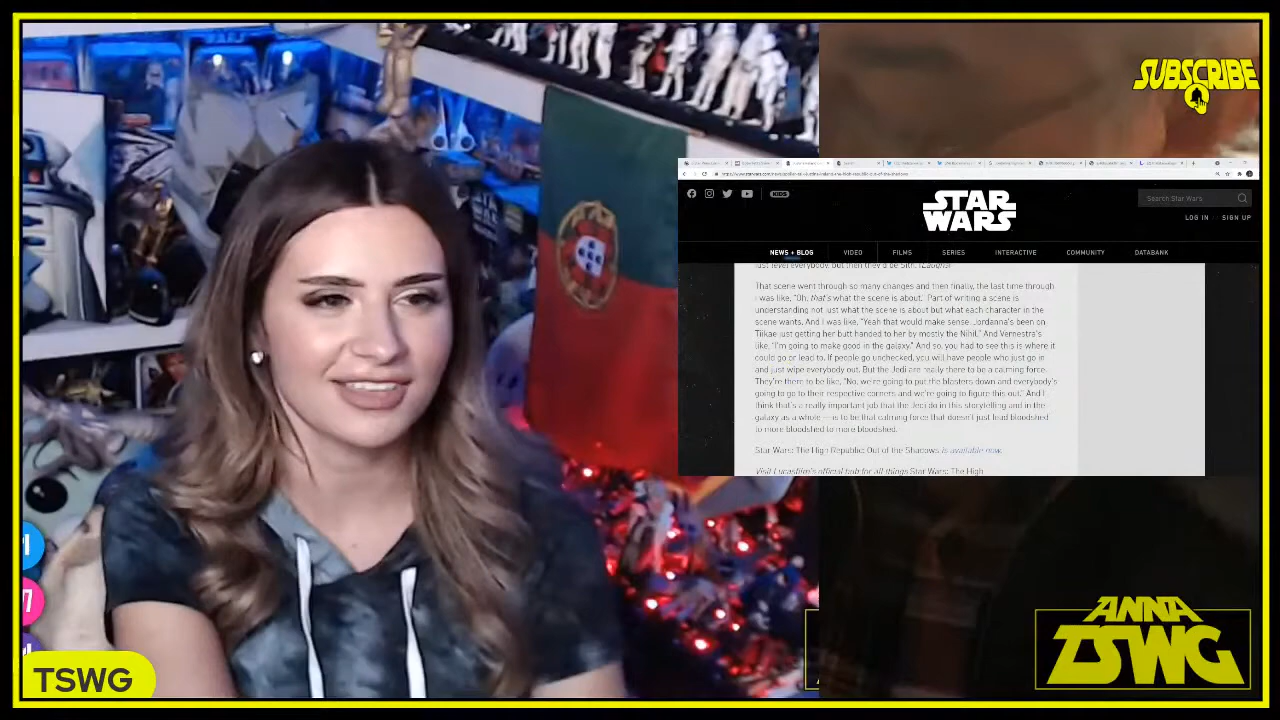 SUBSCRIBE
STAR
WARS
KIDS
Search Star Wars
LOG IN SIGN UP
NEWS + BLOG VIDEO FILMS SERIES INTERACTIVE COMMUNITY DATABANK
last level everybody, but then they'd be Sith. (Laughs)
That scene went through so many changes and then finally, the last time through
I was like, "Oh, that's what the scene is about." Part of writing a scene is
understanding not just what the scene is about but what each character in the
scene wants. And I was like, "Yeah that would make sense. Jordanna's been on
Tiikae just getting her butt handed to her by mostly the Nihil." And Vernestra's
like, "I'm going to make good in the galaxy." And so, you had to see this is where it
could go or lead to. If people go unchecked, you will have people who just go in
and just wipe everybody out. But the Jedi are really there to be a calming force.
They're there to be like, "No, we're going to put the blasters down and everybody's
going to go to their respective corners and we're going to figure this out." And I
think that's a really important job that the Jedi do in this storytelling and in the
galaxy as a whole — is to be that calming force that doesn't just lead bloodshed
to more bloodshed to more bloodshed.
Star Wars: The High Republic: Out of the Shadows is available now.
Visit Lucasfilm's official hub for all things Star Wars: The High
ANNA
TSWG
TSWG